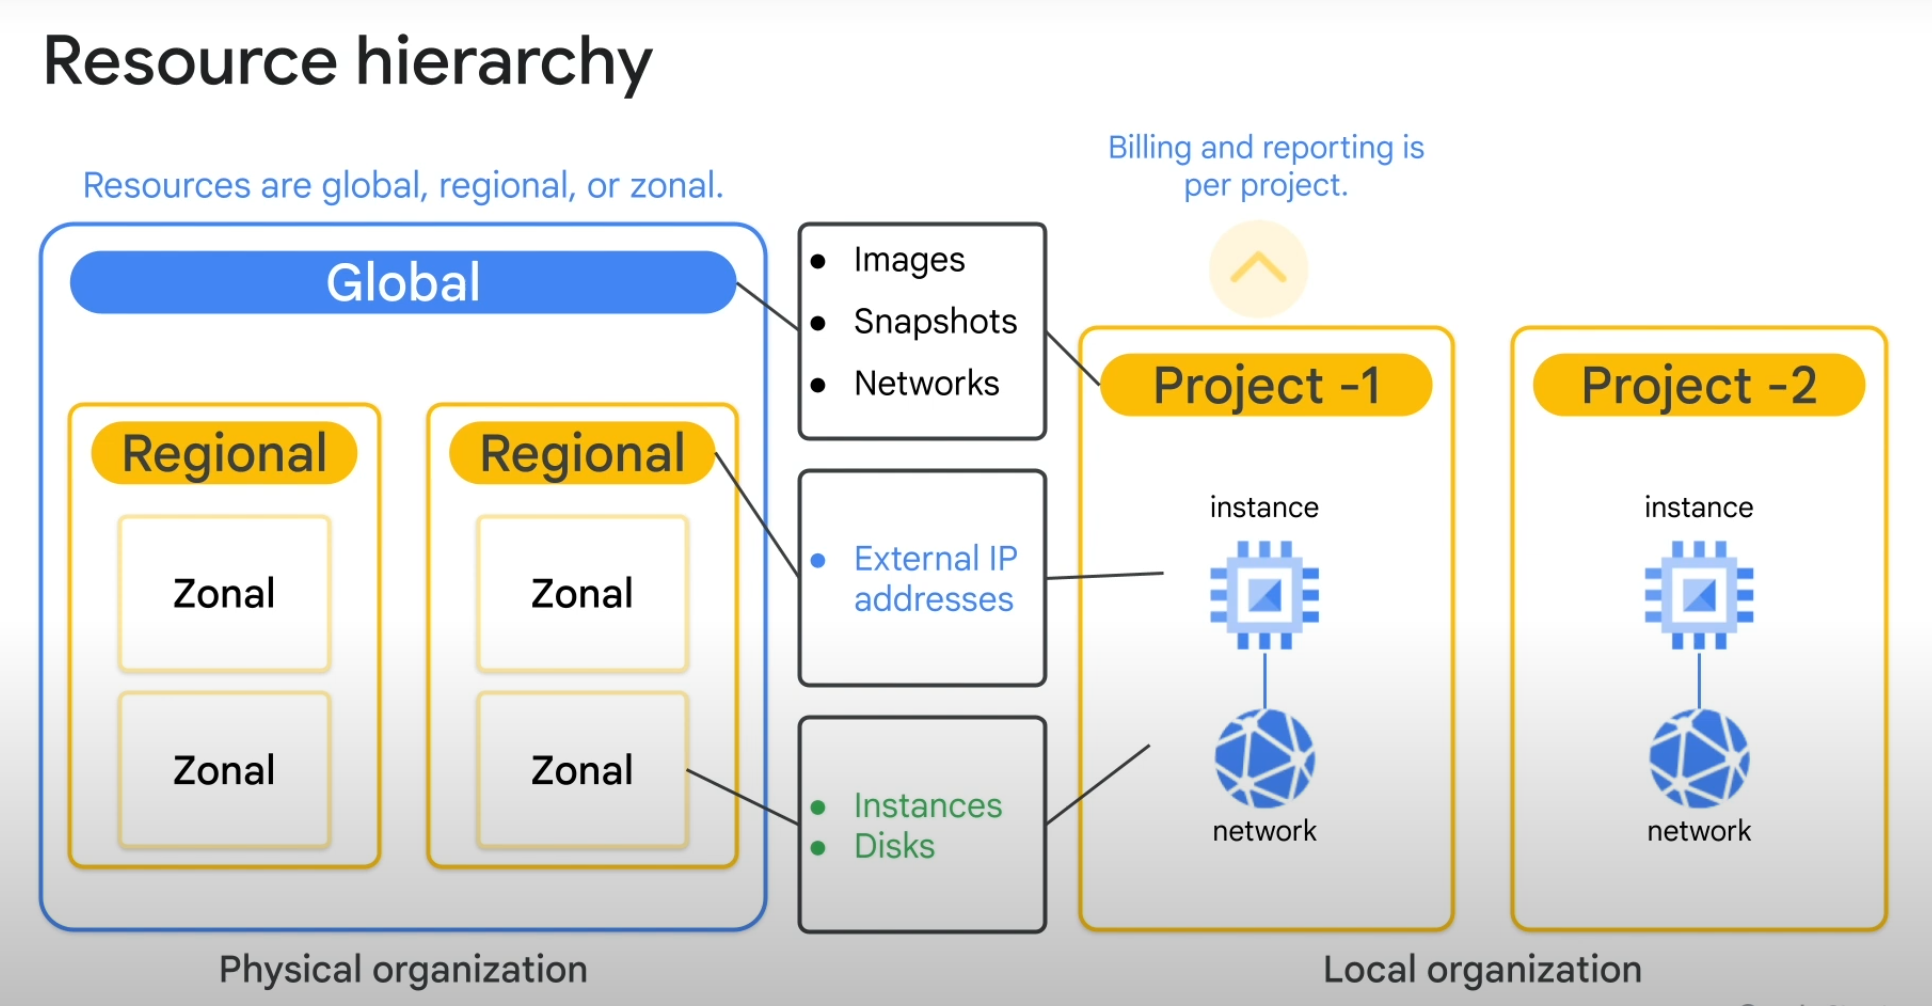 Resource hierarchy
Resources are global, regional, or zonal.
Billing and reporting is
per project.
Global
Regional
Zonal
Zonal
Regional
Zonal
Zonal
Images
Snapshots
Networks
External IP
addresses
Instances
Disks
Project -1
instance
network
Project -2
instance
network
Physical organization
Local organization